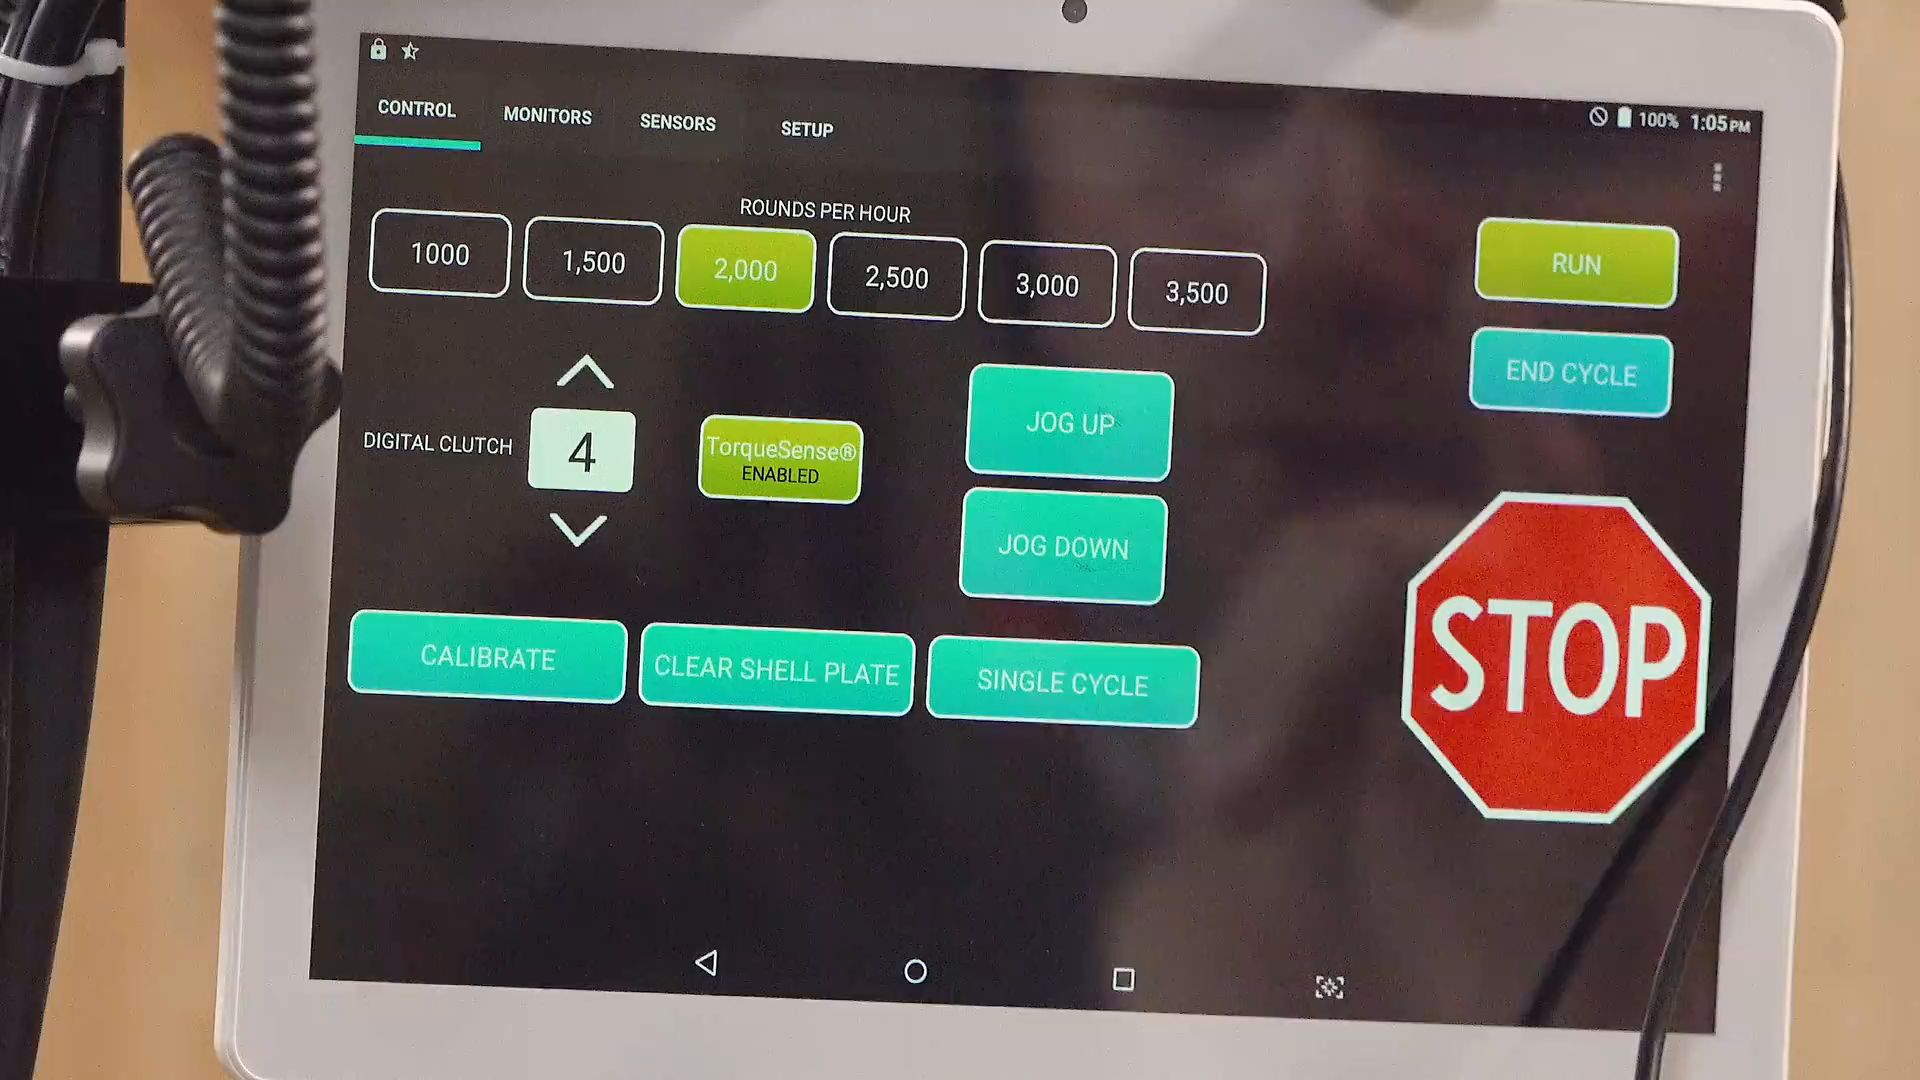 CONTROL MONITORS SENSORS SETUP
100% 1:05 PM
ROUNDS PER HOUR
1000 1,500 2,000 2,500 3,000 3,500
RUN
END CYCLE
DIGITAL CLUTCH 4
TorqueSense®
ENABLED
JOG UP
JOG DOWN
CALIBRATE CLEAR SHELL PLATE SINGLE CYCLE
STOP